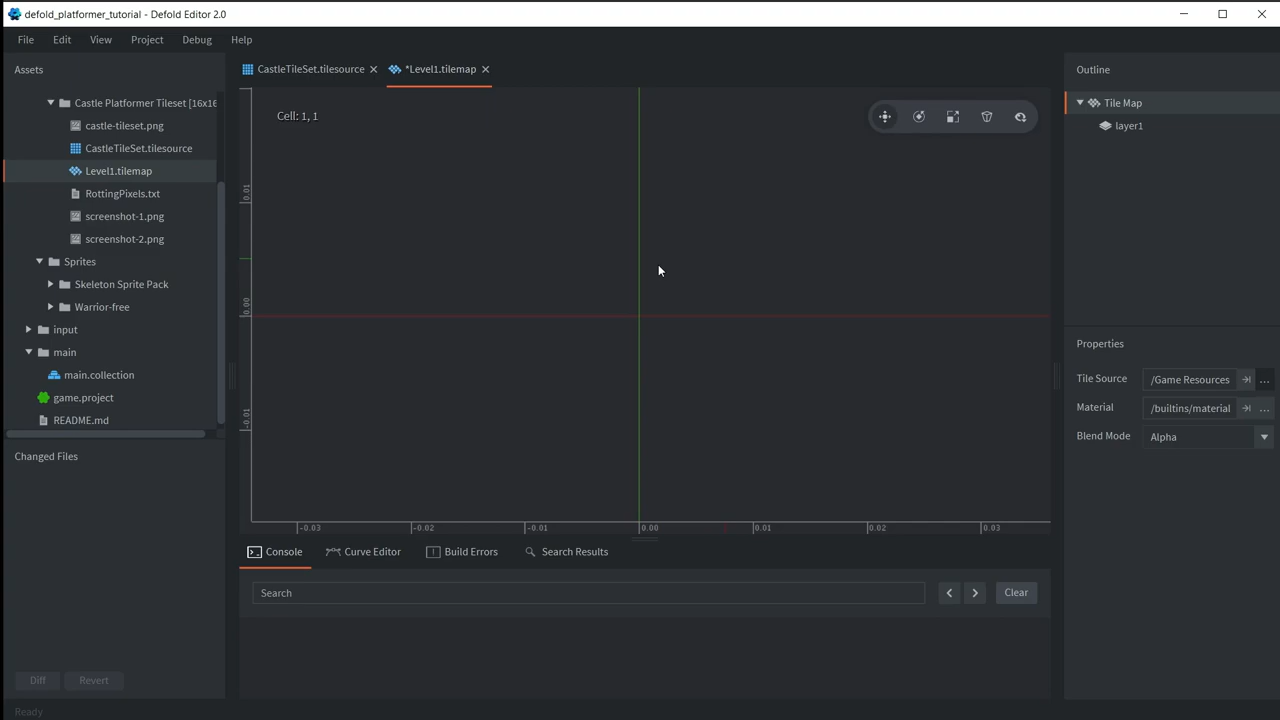 defold_platformer_tutorial - Defold Editor 2.0
File Edit View Project Debug Help
Assets
Castle Platformer Tileset [16x16
castle-tileset.png
CastleTileSet.tilesource
Level1.tilemap
RottingPixels.txt
screenshot-1.png
screenshot-2.png
Sprites
Skeleton Sprite Pack
Warrior-free
input
main
main.collection
game.project
README.md
Changed Files
Diff Revert
Ready
CastleTileSet.tilesource *Level1.tilemap
Cell: 1, 1
0.01
0.00
-0.01
-0.03 -0.02 -0.01 0.00 0.01 0.02 0.03
Console Curve Editor Build Errors Search Results
Search
Clear
Outline
Tile Map
layer1
Properties
Tile Source /Game Resources ...
Material /builtins/material ...
Blend Mode Alpha